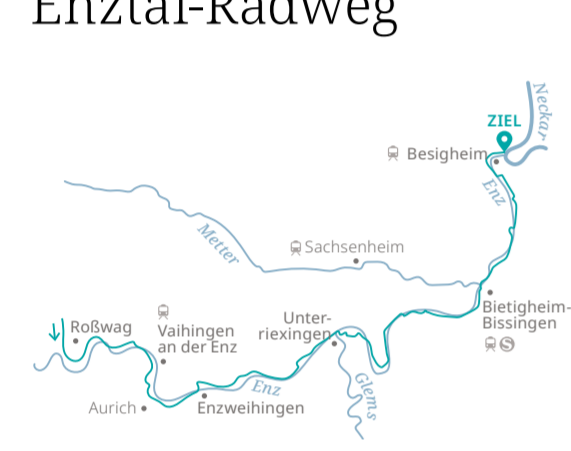 Enztal-Radweg
Neckar
ZIEL
Besigheim
Enz
Metter
Sachsenheim
Bietigheim-
Bissingen
S
Unter-
riexingen
Roßwag
Vaihingen
an der Enz
Enz
Glems
Aurich
Enzweihingen